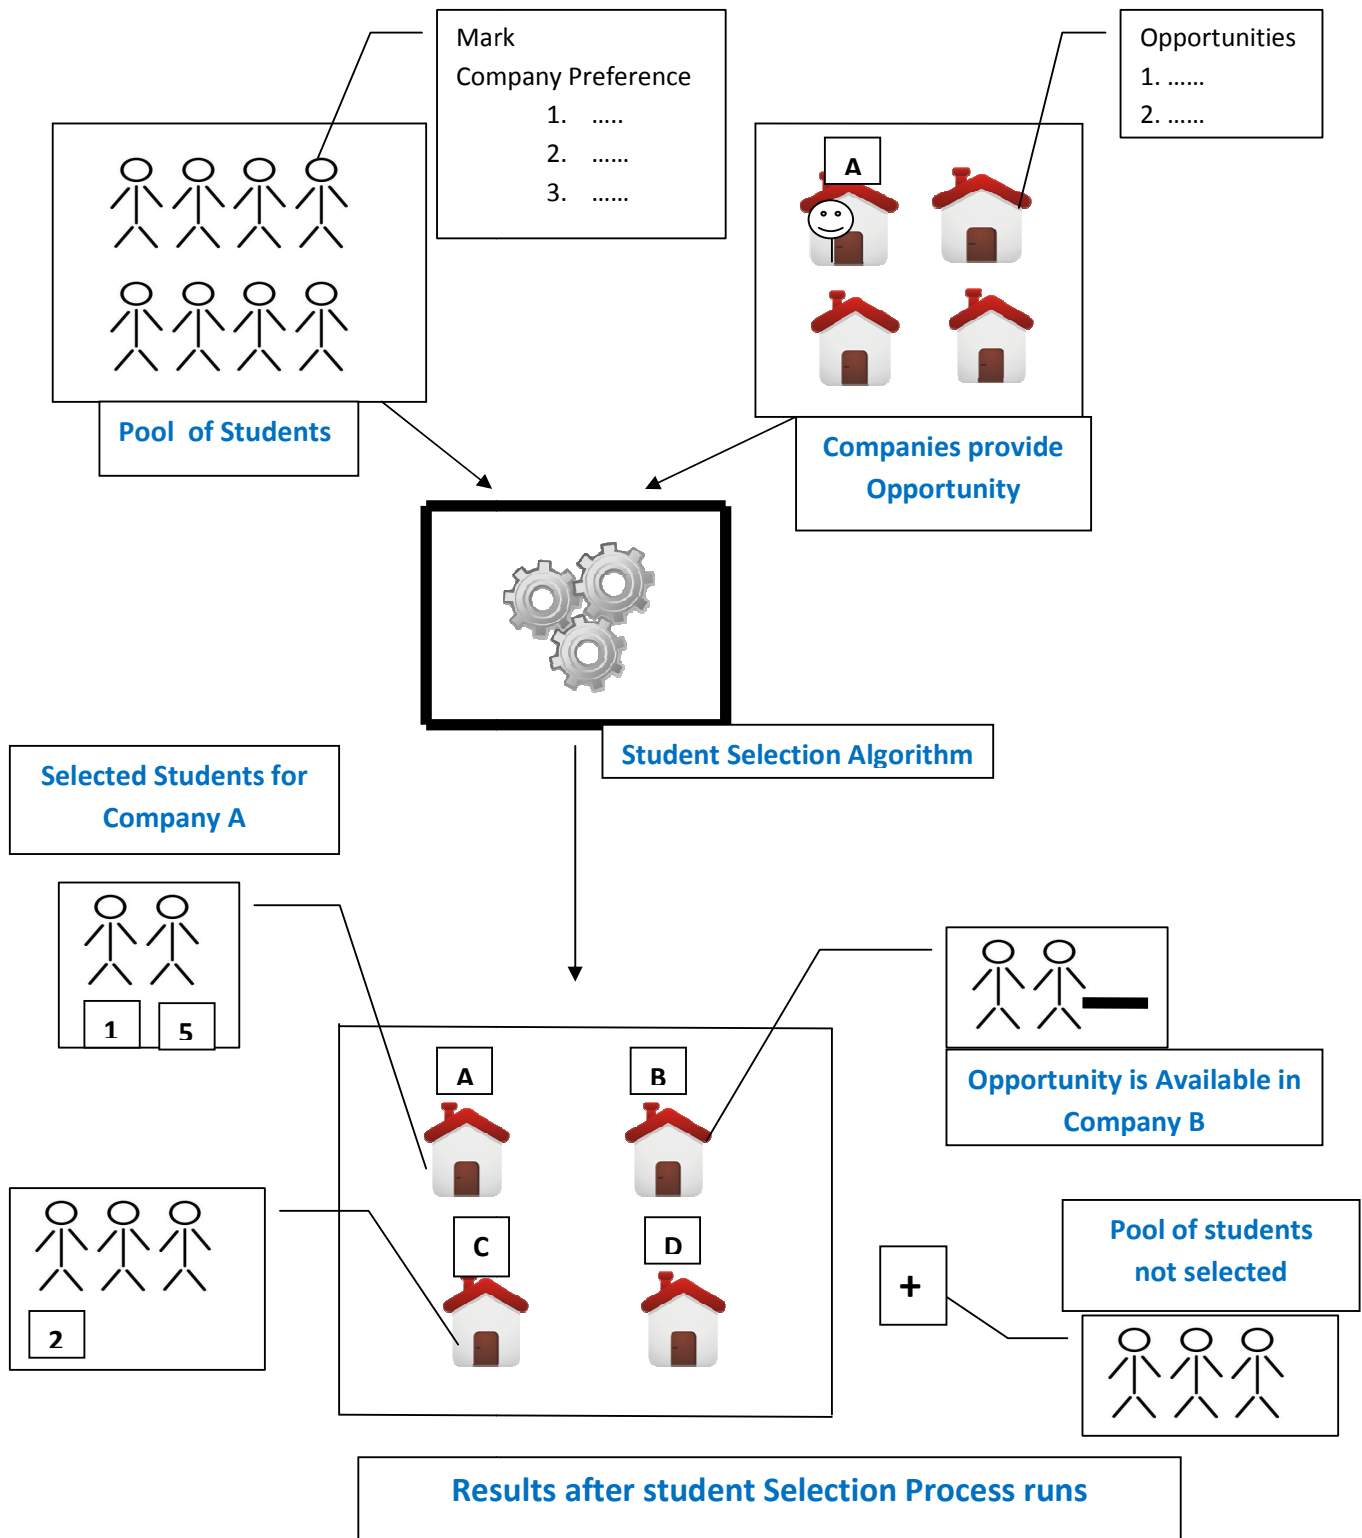 Mark
Company Preference
1. .....
2. ......
3. ......
Opportunities
1. ......
2. ......
A
Pool of Students
Companies provide
Opportunity
Student Selection Algorithm
Selected Students for
Company A
1 5
A B
Opportunity is Available in
Company B
C D
2
+
Pool of students
not selected
Results after student Selection Process runs